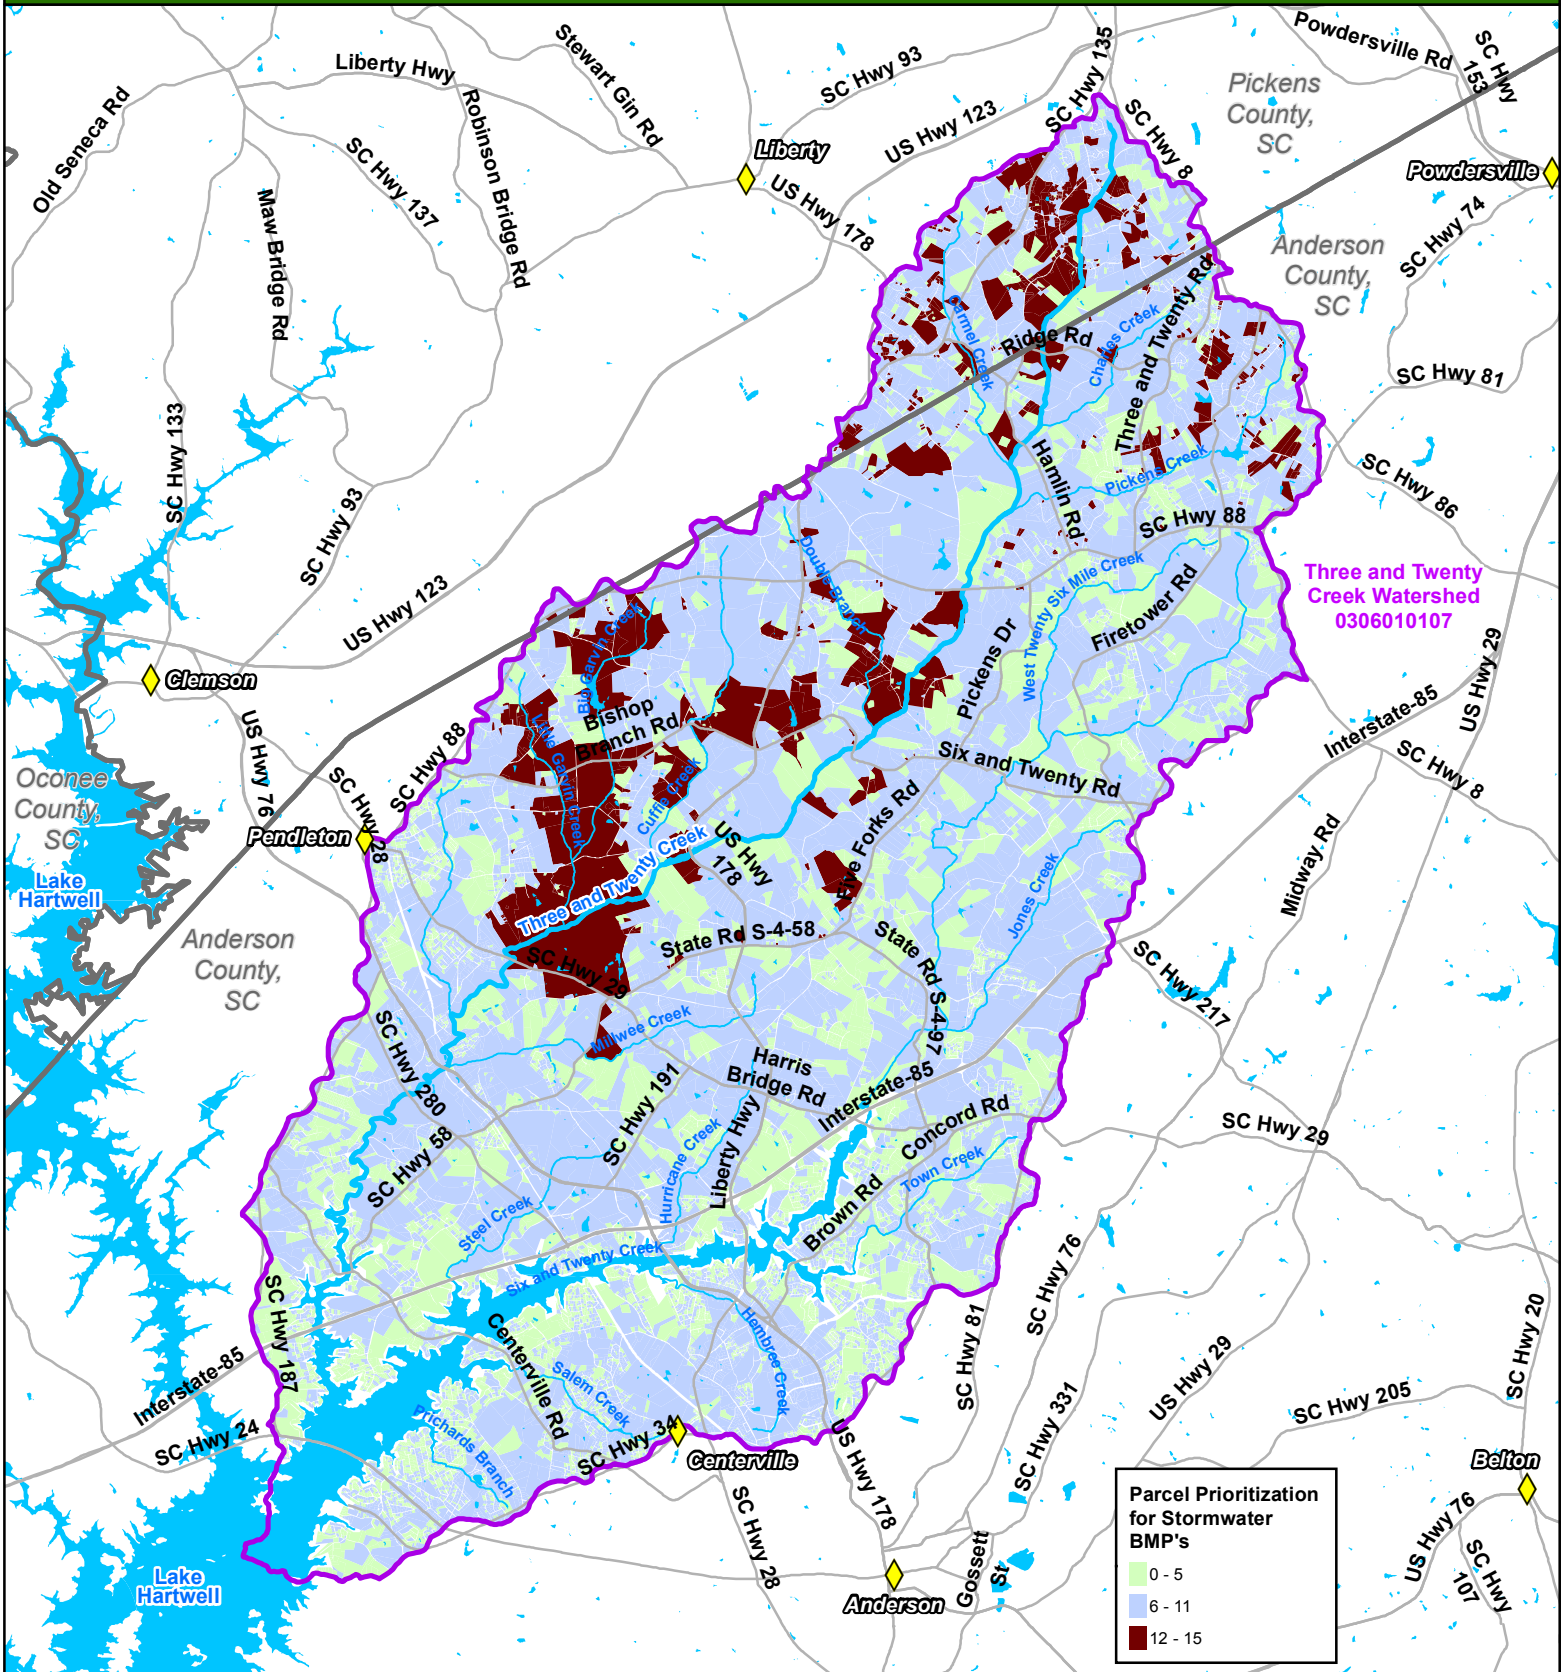 Old Seneca Rd
Liberty Hwy
Stewart Gin Rd
SC Hwy 93
SC Hwy 135
Powdersville Rd
SC Hwy
153
Pickens
County,
SC
Robinson Bridge Rd
US Hwy 123
SC Hwy 8
SC Hwy 137
Liberty
Powdersville
US Hwy 178
Maw Bridge Rd
SC Hwy 74
Anderson
County,
SC
Three and Twenty Rd
Carmel Creek
Ridge Rd
Charles Creek
SC Hwy 81
SC Hwy 133
Hamlin Rd
Pickens Creek
SC Hwy 86
SC Hwy 93
SC Hwy 88
Double Branch
West Twenty Six Mile Creek
Three and Twenty
Creek Watershed
0306010107
US Hwy 123
Firetower Rd
Big Garvin Creek
Pickens Dr
US Hwy 29
Clemson
Bishop
Branch Rd
Little Garvin Creek
Interstate-85
US Hwy 76
SC Hwy 88
Six and Twenty Rd
SC Hwy 8
Oconee
County,
SC
SC Hwy 28
Cuffie Creek
Pendleton
Five Forks Rd
US Hwy
178
Midway Rd
Lake
Hartwell
Three and Twenty Creek
Jones Creek
Anderson
County,
SC
State Rd S-4-58
State Rd S-4-97
SC Hwy 29
SC Hwy 217
Millwee Creek
SC Hwy 280
Harris
Bridge Rd
Interstate-85
SC Hwy 191
Concord Rd
SC Hwy 29
SC Hwy 58
Hurricane Creek
Liberty Hwy
Town Creek
Brown Rd
Steel Creek
Six and Twenty Creek
SC Hwy 76
SC Hwy 187
Hembree Creek
SC Hwy 81
SC Hwy 20
Centerville Rd
Interstate-85
US Hwy 29
Salem Creek
SC Hwy 331
SC Hwy 205
Prichards Branch
SC Hwy 24
SC Hwy 34
Centerville
US Hwy 178
Belton
SC Hwy 28
US Hwy 76
SC Hwy
107
Gossett
St
Lake
Hartwell
Anderson
Parcel Prioritization
for Stormwater
BMP's
0 - 5
6 - 11
12 - 15